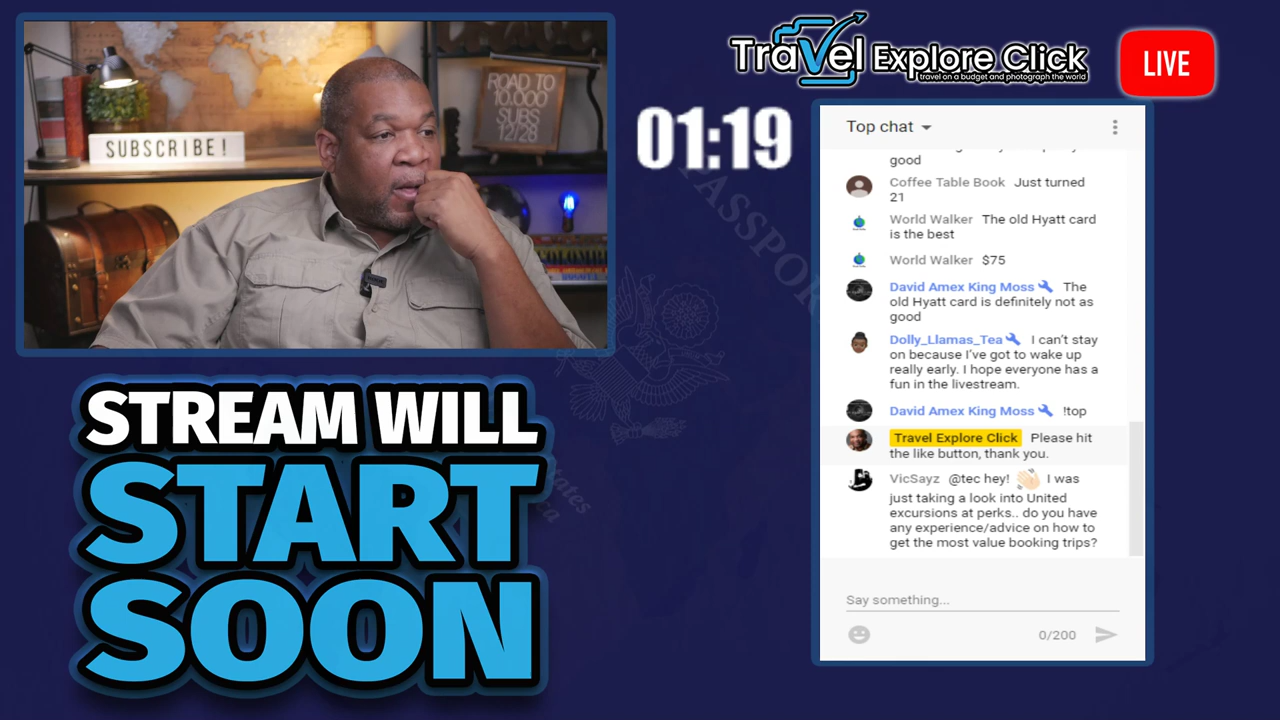 SUBSCRIBE!
ROAD TO
10.000
SUBS
12/28
Travel Explore Click
travel on a budget and photograph the world
LIVE
01:19
PASSPOR
STREAM WILL
START
SOON
Top chat
good
Coffee Table Book Just turned
21
World Walker The old Hyatt card
is the best
World Walker $75
David Amex King Moss The
old Hyatt card is definitely not as
good
Dolly_Llamas_Tea I can't stay
on because I've got to wake up
really early. I hope everyone has a
fun in the livestream.
David Amex King Moss !top
Travel Explore Click Please hit
the like button, thank you.
VicSayz @tec hey! 👋🏻 I was
just taking a look into United
excursions at perks.. do you have
any experience/advice on how to
get the most value booking trips?
Say something...
0/200